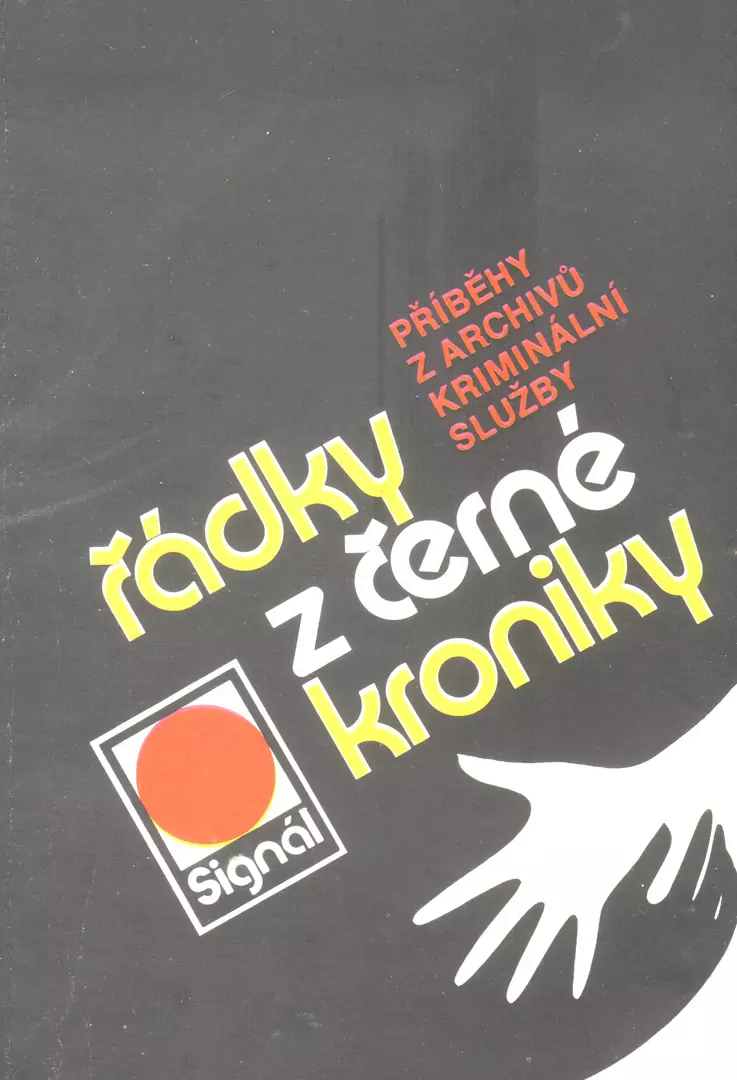 PŘÍBĚHY
Z ARCHIVŮ
KRIMINÁLNÍ
SLUŽBY
řádky
z černé
kroniky
Signál